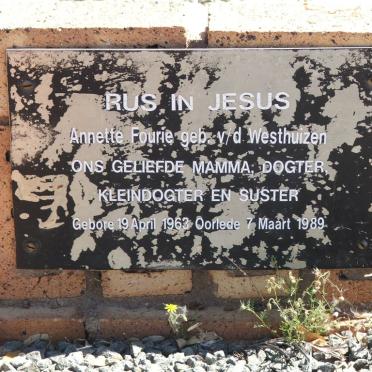 RUS IN JESUS
Annette Fourie geb. v/d Westhuizen
ONS GELIEFDE MAMMA, DOGTER,
KLEINDOGTER EN SUSTER
Gebore 19 April 1963 Oorlede 7 Maart 1989